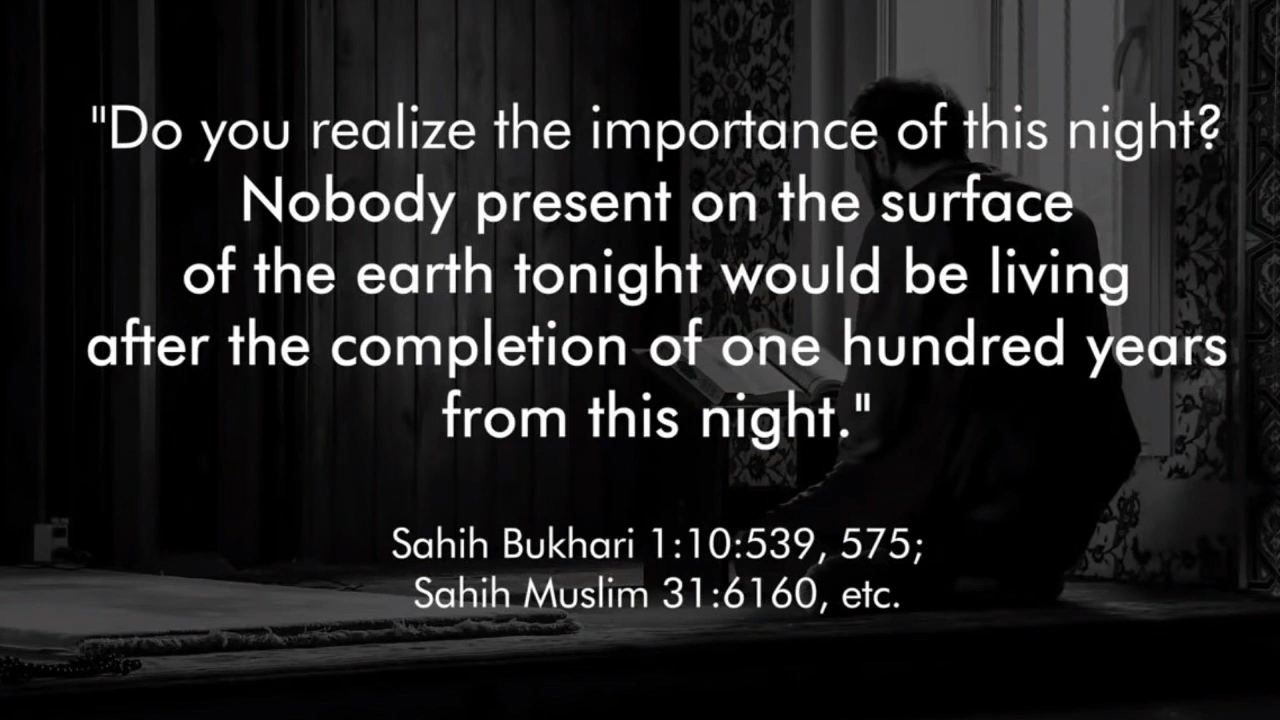 "Do you realize the importance of this night?
Nobody present on the surface
of the earth tonight would be living
after the completion of one hundred years
from this night."
Sahih Bukhari 1:10:539, 575;
Sahih Muslim 31:6160, etc.